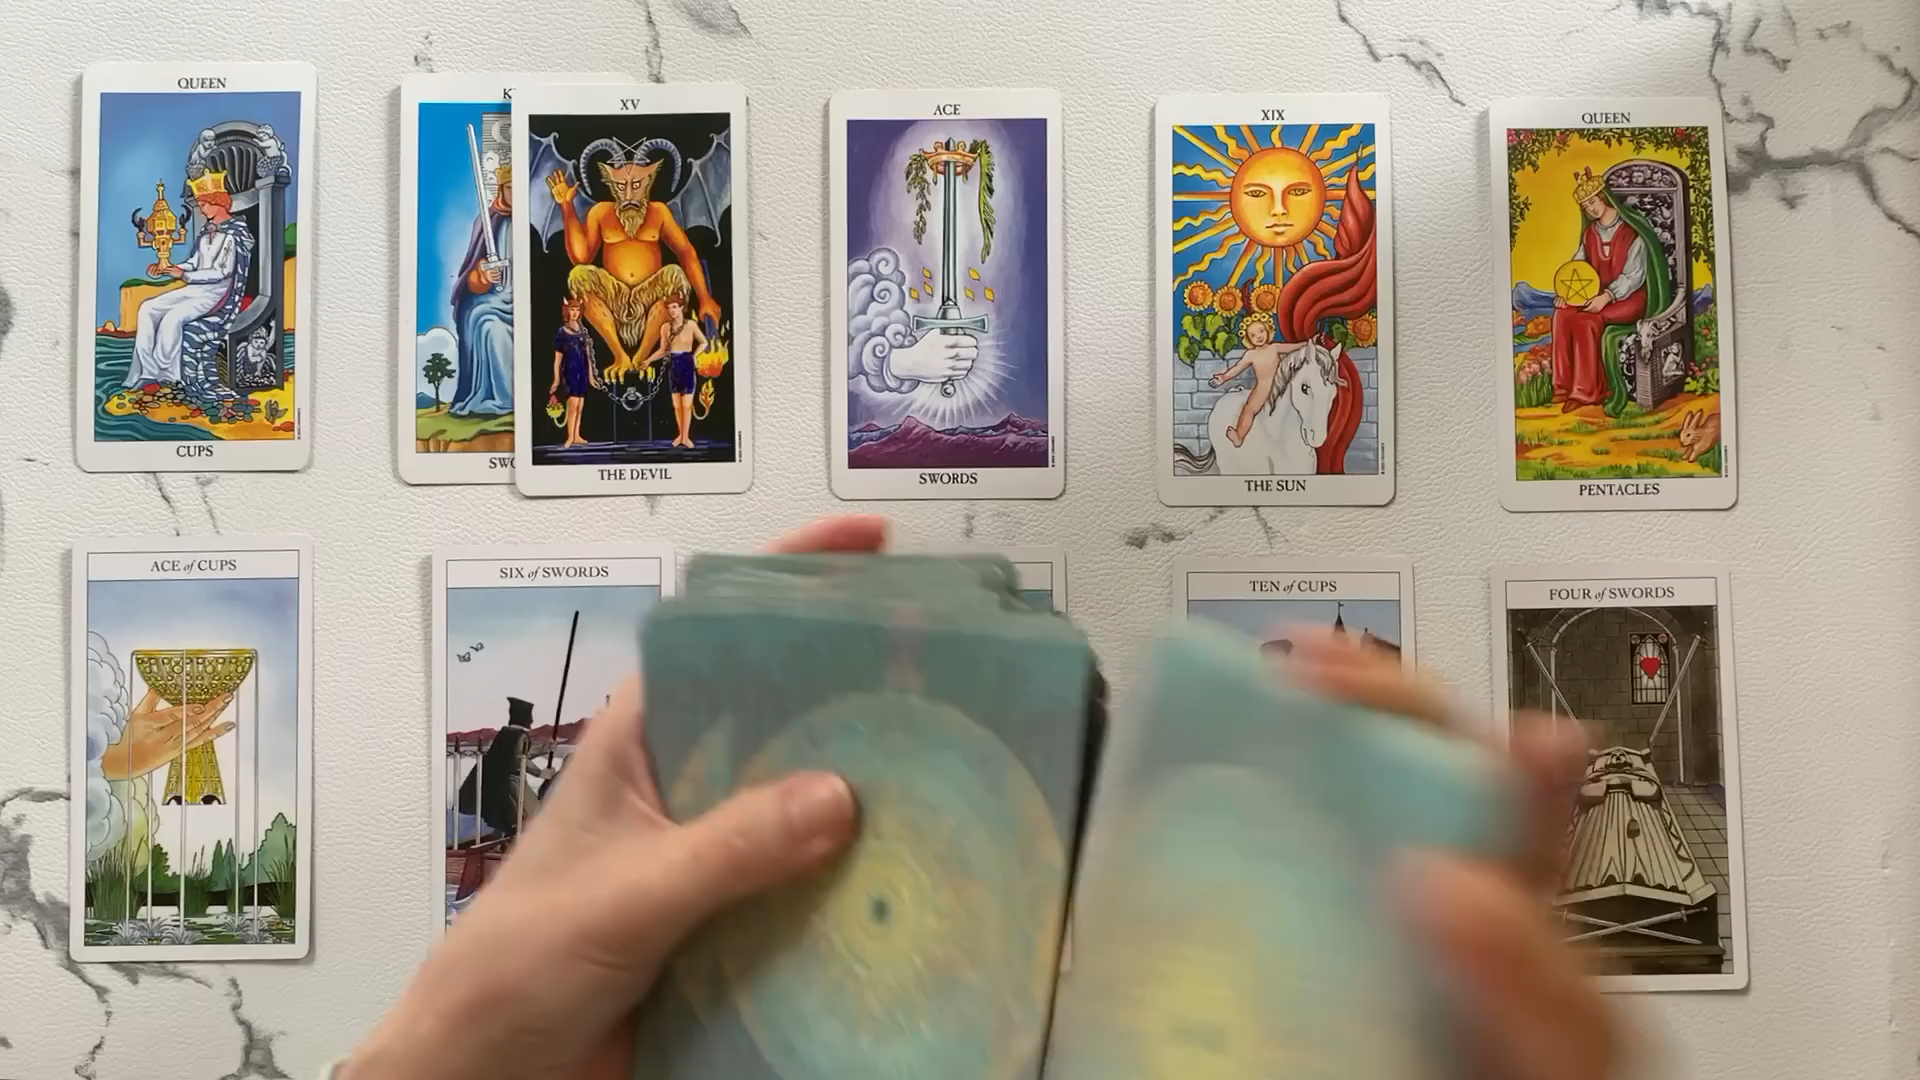 QUEEN
CUPS
K
SWO
XV
THE DEVIL
ACE
SWORDS
XIX
THE SUN
QUEEN
PENTACLES
ACE of CUPS
SIX of SWORDS
TEN of CUPS
FOUR of SWORDS